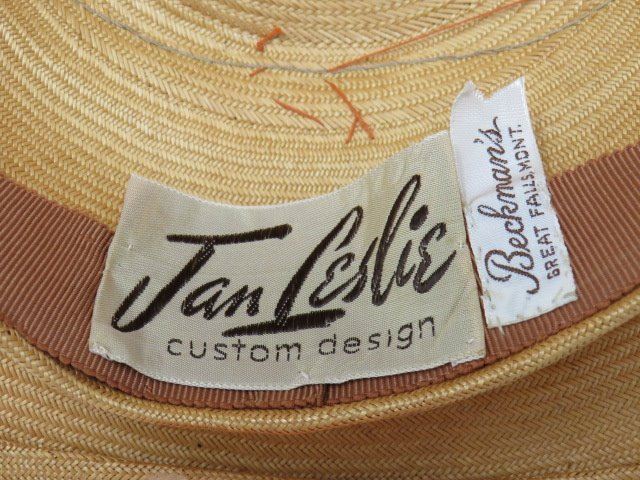 Jan Leslie
custom design
Beckman's
GREAT FALLS, MONT.